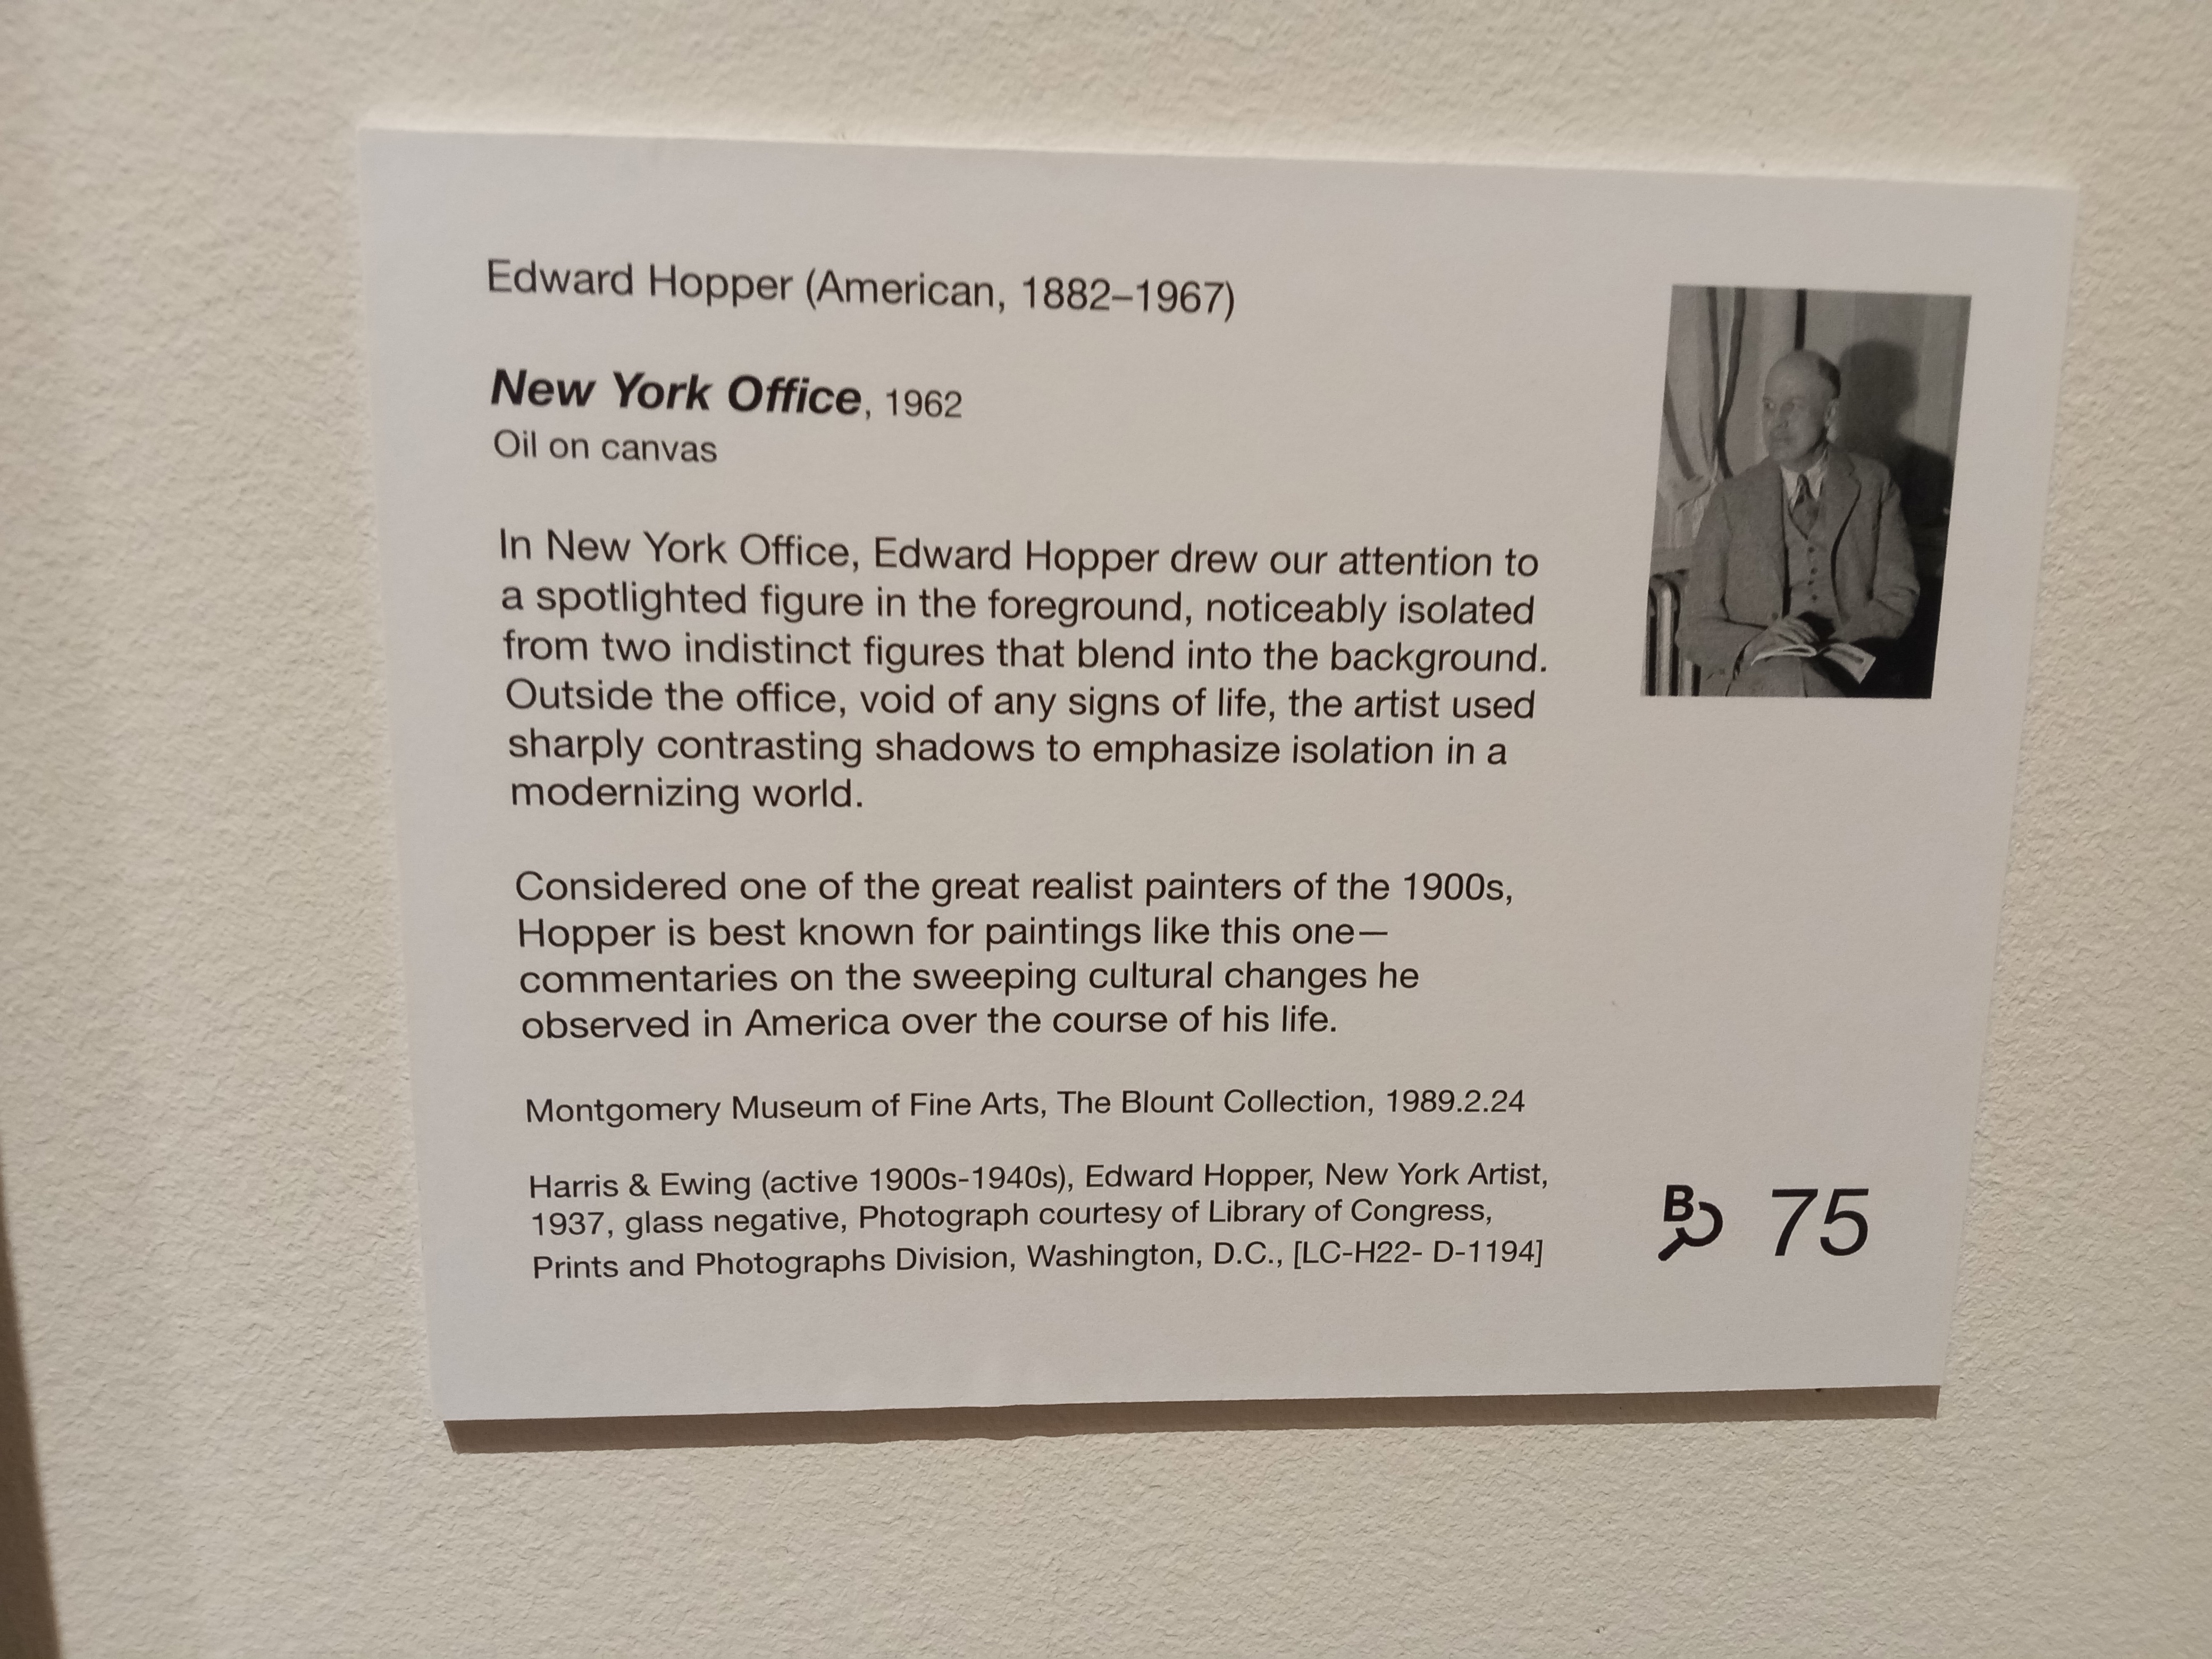 Edward Hopper (American, 1882–1967)
New York Office, 1962
Oil on canvas
In New York Office, Edward Hopper drew our attention to
a spotlighted figure in the foreground, noticeably isolated
from two indistinct figures that blend into the background.
Outside the office, void of any signs of life, the artist used
sharply contrasting shadows to emphasize isolation in a
modernizing world.
Considered one of the great realist painters of the 1900s,
Hopper is best known for paintings like this one—
commentaries on the sweeping cultural changes he
observed in America over the course of his life.
Montgomery Museum of Fine Arts, The Blount Collection, 1989.2.24
Harris & Ewing (active 1900s-1940s), Edward Hopper, New York Artist,
1937, glass negative, Photograph courtesy of Library of Congress,
Prints and Photographs Division, Washington, D.C., [LC-H22- D-1194]
B 75